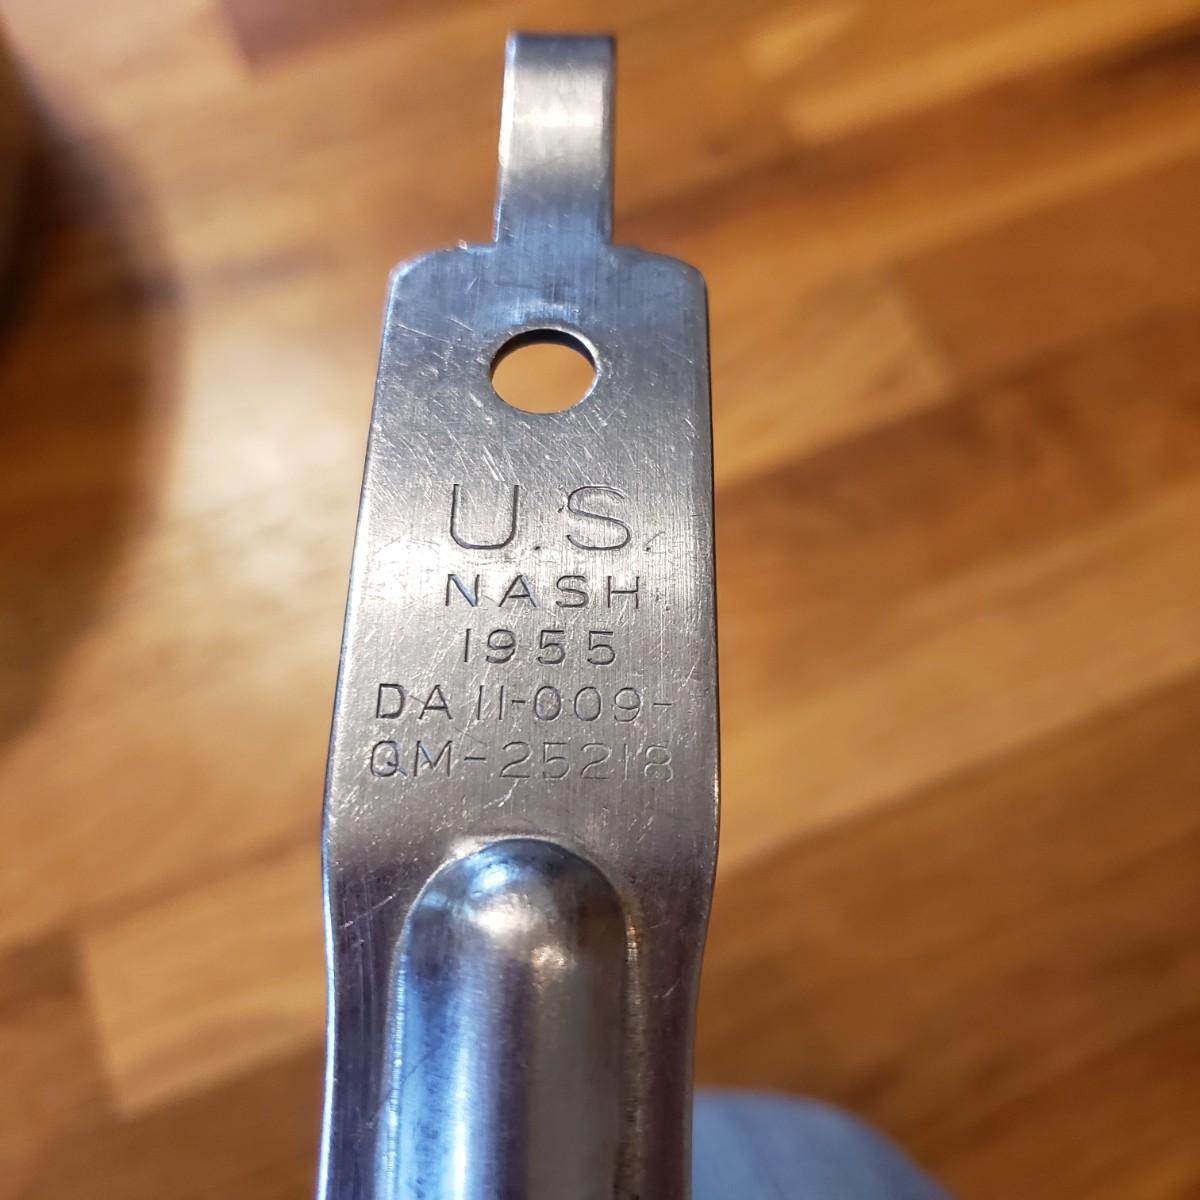 U.S.
NASH
1955
DA 11-009-
QM-25218